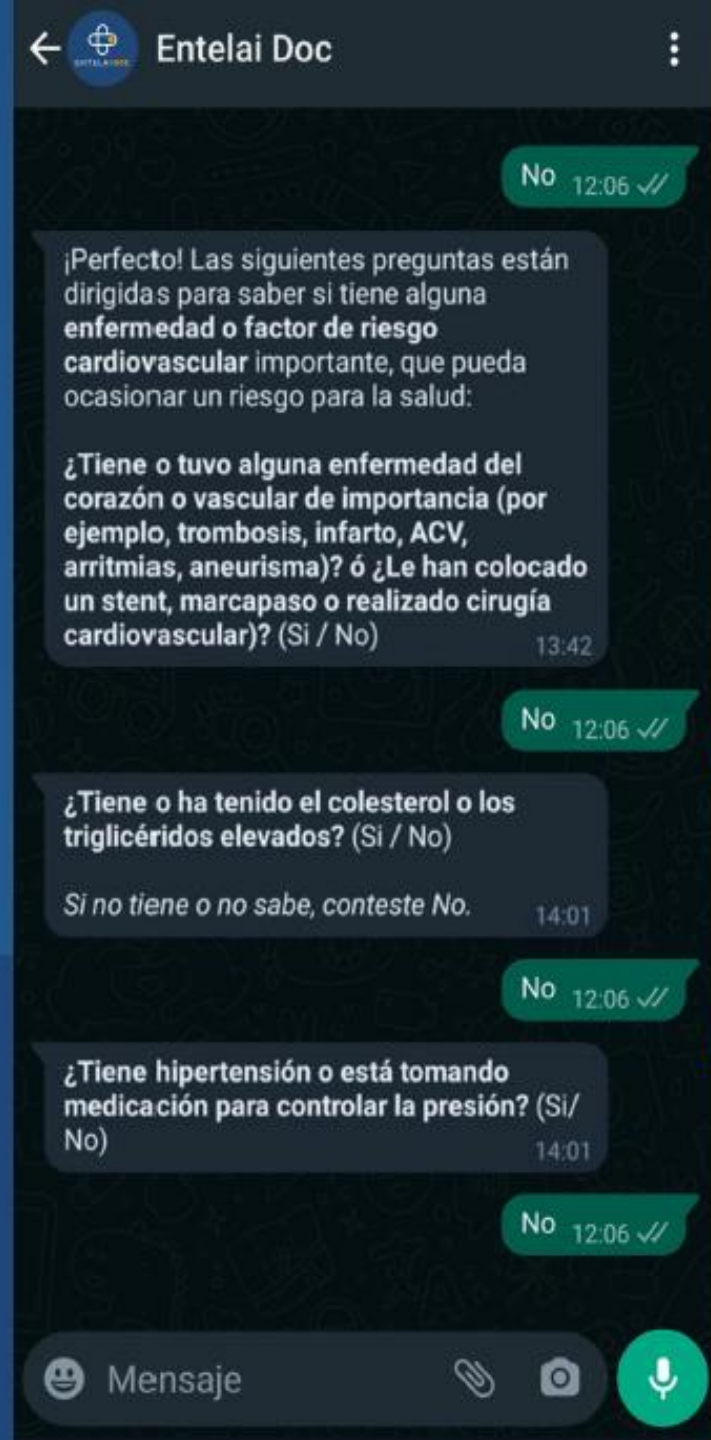 Entelai Doc
No 12:06
¡Perfecto! Las siguientes preguntas están
dirigidas para saber si tiene alguna
enfermedad o factor de riesgo
cardiovascular importante, que pueda
ocasionar un riesgo para la salud:
¿Tiene o tuvo alguna enfermedad del
corazón o vascular de importancia (por
ejemplo, trombosis, infarto, ACV,
arritmias, aneurisma)? ó ¿Le han colocado
un stent, marcapaso o realizado cirugía
cardiovascular)? (Si / No)
13:42
No 12:06
¿Tiene o ha tenido el colesterol o los
triglicéridos elevados? (Si / No)
Si no tiene o no sabe, conteste No.
14:01
No 12:06
¿Tiene hipertensión o está tomando
medicación para controlar la presión? (Si/
No)
14:01
No 12:06
Mensaje